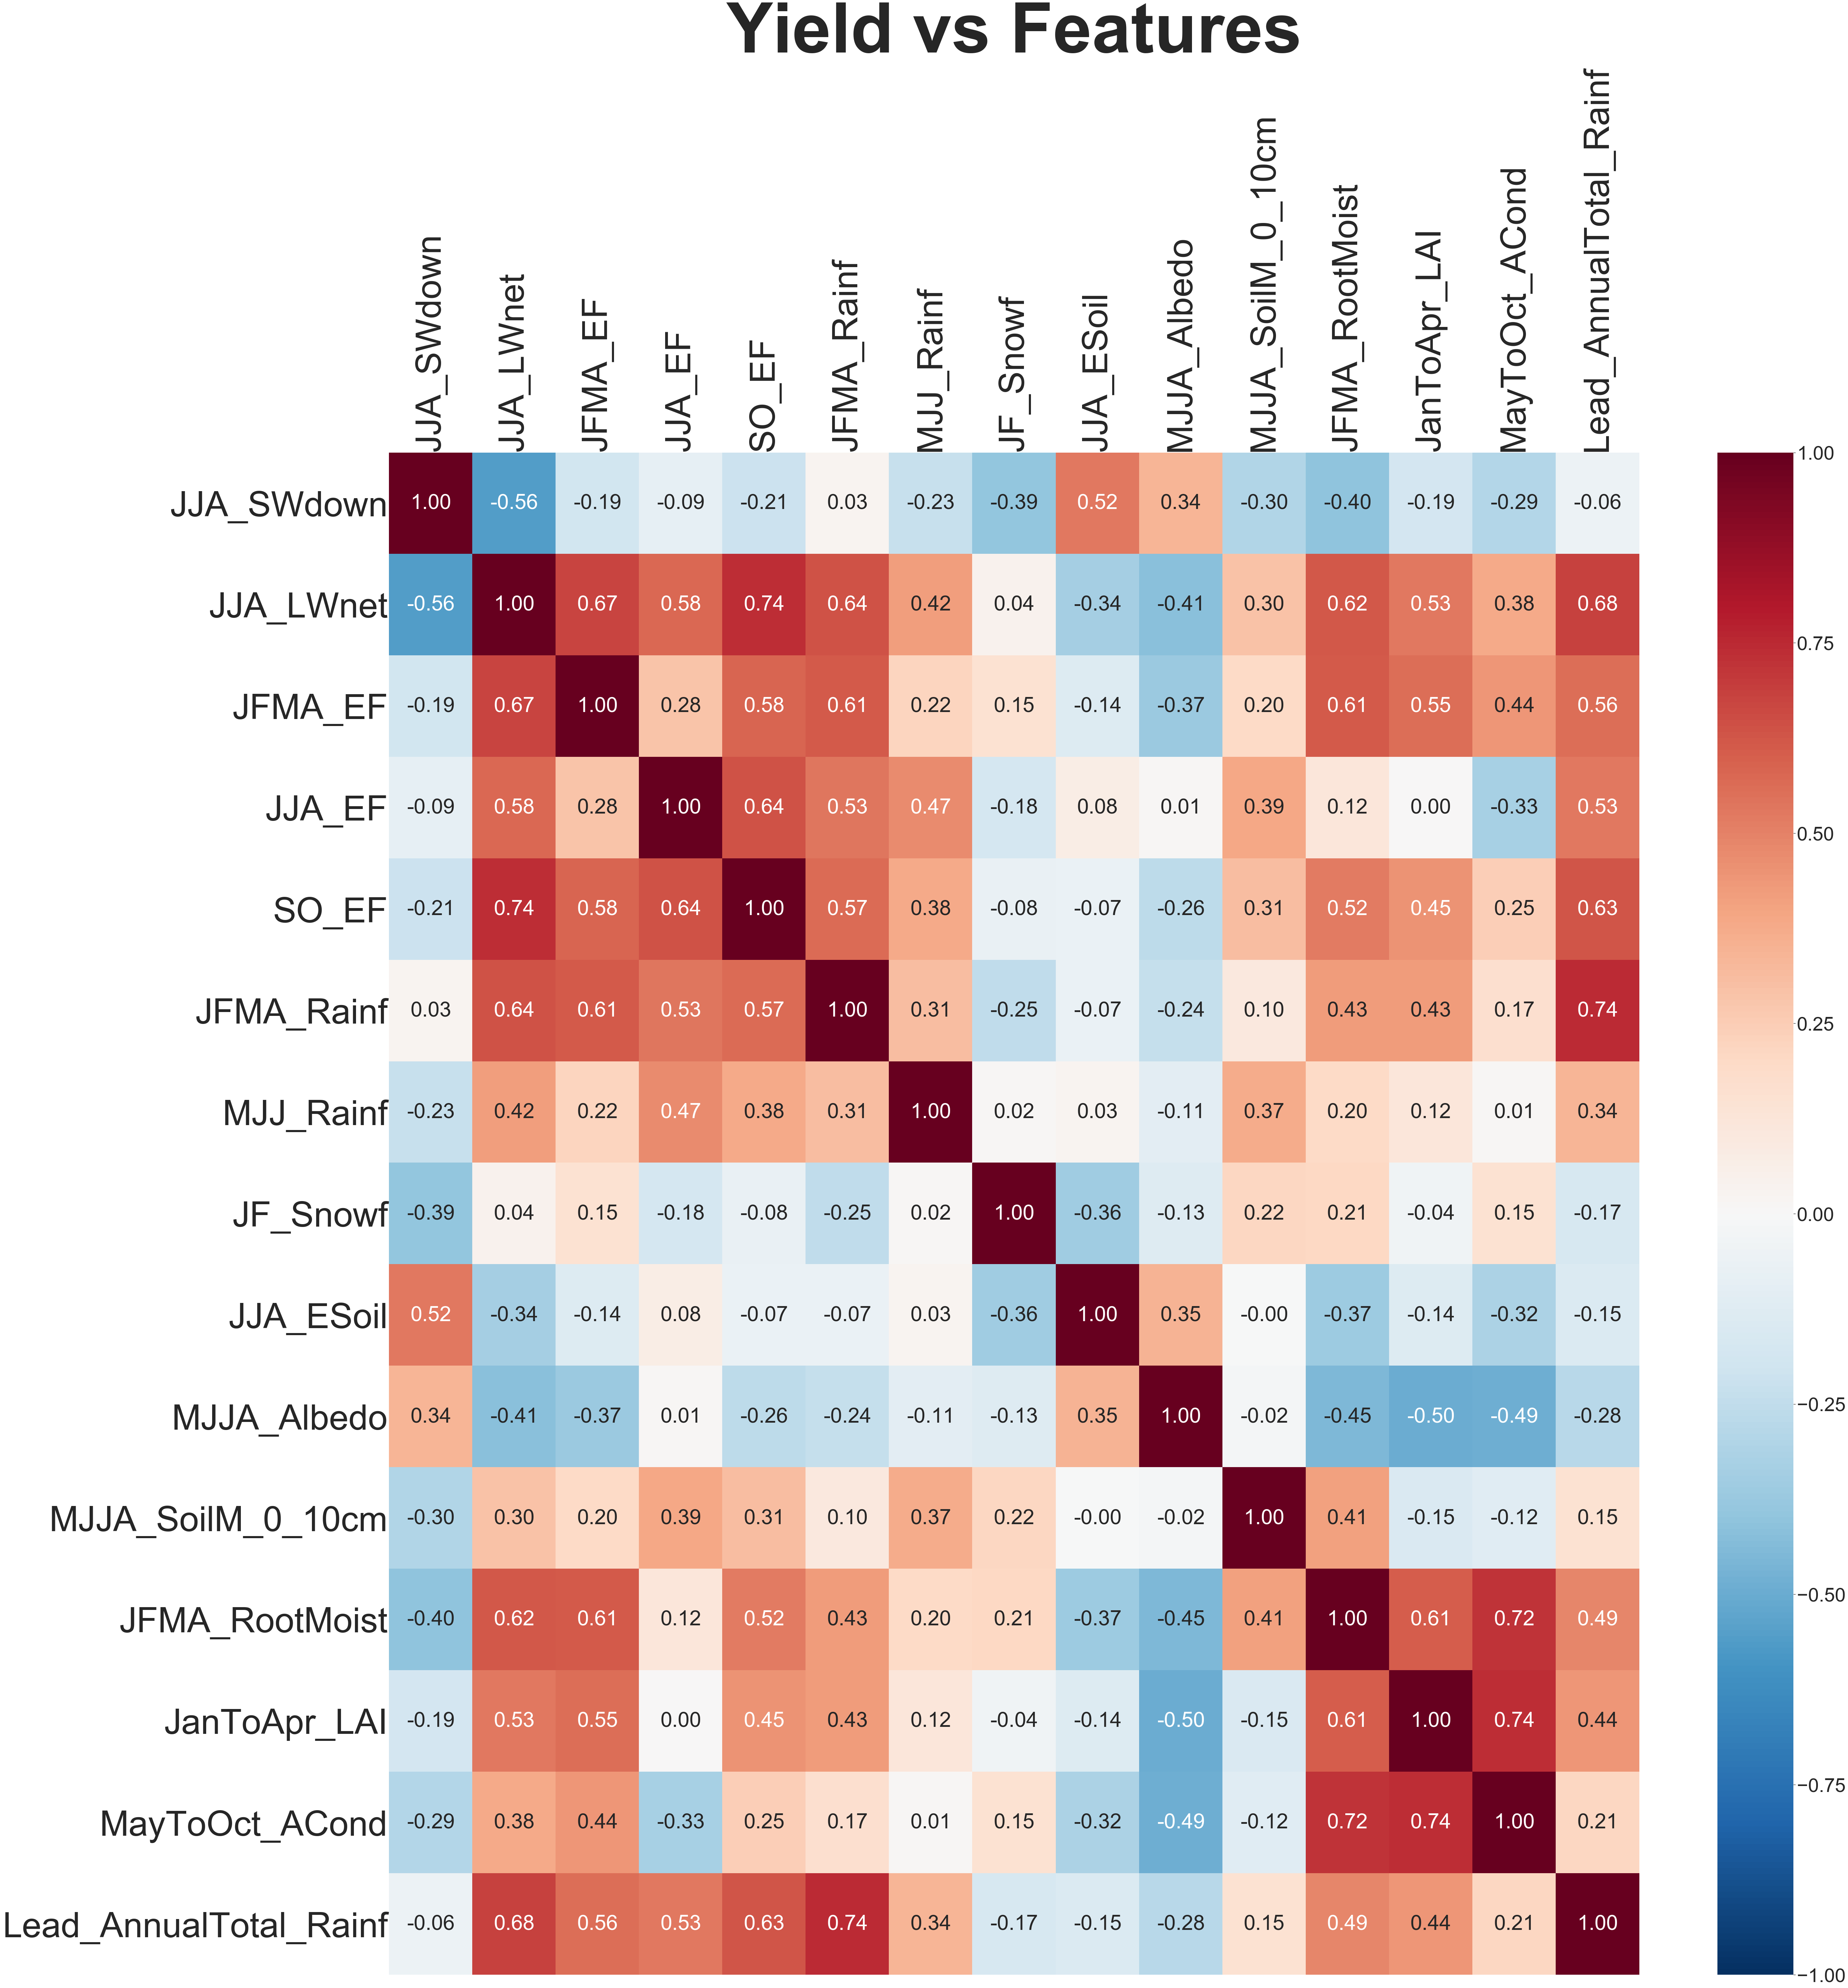 Yield vs Features
JJA_SWdown JJA_LWnet JFMA_EF JJA_EF SO_EF JFMA_Rainf MJJ_Rainf JF_Snowf JJA_ESoil MJJA_Albedo MJJA_SoilM_0_10cm JFMA_RootMoist JanToApr_LAI MayToOct_ACond Lead_AnnualTotal_Rainf
JJA_SWdown 1.00 -0.56 -0.19 -0.09 -0.21 0.03 -0.23 -0.39 0.52 0.34 -0.30 -0.40 -0.19 -0.29 -0.06
JJA_LWnet -0.56 1.00 0.67 0.58 0.74 0.64 0.42 0.04 -0.34 -0.41 0.30 0.62 0.53 0.38 0.68
JFMA_EF -0.19 0.67 1.00 0.28 0.58 0.61 0.22 0.15 -0.14 -0.37 0.20 0.61 0.55 0.44 0.56
JJA_EF -0.09 0.58 0.28 1.00 0.64 0.53 0.47 -0.18 0.08 0.01 0.39 0.12 0.00 -0.33 0.53
SO_EF -0.21 0.74 0.58 0.64 1.00 0.57 0.38 -0.08 -0.07 -0.26 0.31 0.52 0.45 0.25 0.63
JFMA_Rainf 0.03 0.64 0.61 0.53 0.57 1.00 0.31 -0.25 -0.07 -0.24 0.10 0.43 0.43 0.17 0.74
MJJ_Rainf -0.23 0.42 0.22 0.47 0.38 0.31 1.00 0.02 0.03 -0.11 0.37 0.20 0.12 0.01 0.34
JF_Snowf -0.39 0.04 0.15 -0.18 -0.08 -0.25 0.02 1.00 -0.36 -0.13 0.22 0.21 -0.04 0.15 -0.17
JJA_ESoil 0.52 -0.34 -0.14 0.08 -0.07 -0.07 0.03 -0.36 1.00 0.35 -0.00 -0.37 -0.14 -0.32 -0.15
MJJA_Albedo 0.34 -0.41 -0.37 0.01 -0.26 -0.24 -0.11 -0.13 0.35 1.00 -0.02 -0.45 -0.50 -0.49 -0.28
MJJA_SoilM_0_10cm -0.30 0.30 0.20 0.39 0.31 0.10 0.37 0.22 -0.00 -0.02 1.00 0.41 -0.15 -0.12 0.15
JFMA_RootMoist -0.40 0.62 0.61 0.12 0.52 0.43 0.20 0.21 -0.37 -0.45 0.41 1.00 0.61 0.72 0.49
JanToApr_LAI -0.19 0.53 0.55 0.00 0.45 0.43 0.12 -0.04 -0.14 -0.50 -0.15 0.61 1.00 0.74 0.44
MayToOct_ACond -0.29 0.38 0.44 -0.33 0.25 0.17 0.01 0.15 -0.32 -0.49 -0.12 0.72 0.74 1.00 0.21
Lead_AnnualTotal_Rainf -0.06 0.68 0.56 0.53 0.63 0.74 0.34 -0.17 -0.15 -0.28 0.15 0.49 0.44 0.21 1.00
1.00
0.75
0.50
0.25
0.00
−0.25
−0.50
−0.75
−1.00